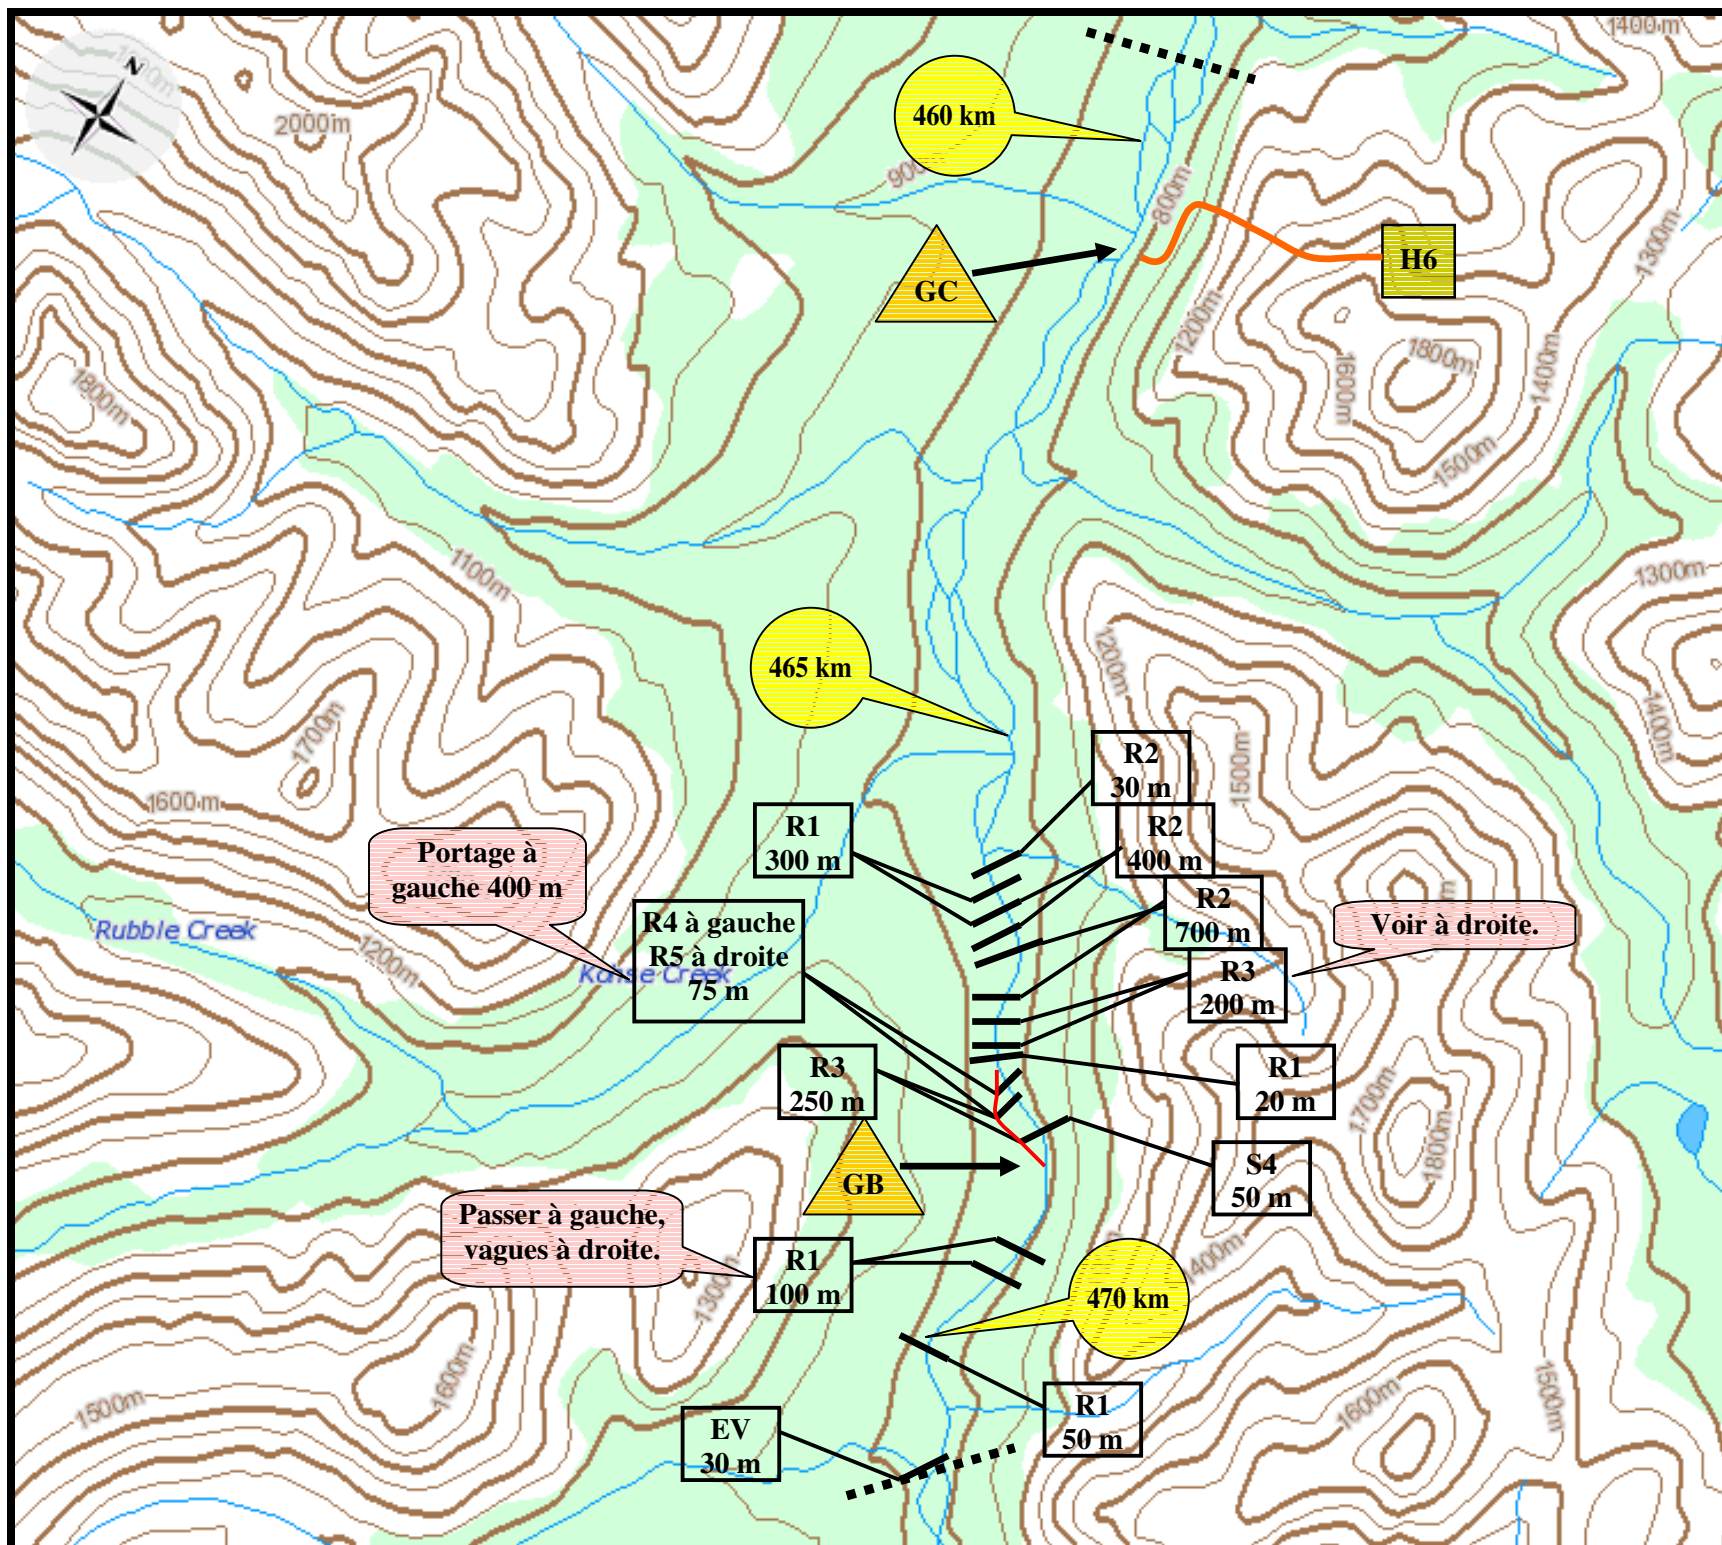 1400m
N
2000m
460 km
900
800m
H6
1300m
GC
1200m
1800m
1600m
1400m
1800m
1500m
1100m
1300m
465 km
1200m
1400m
1700m
1500m
1600m
R2
30 m
R1
300 m
R2
400 m
Portage à
gauche 400 m
R2
700 m
Voir à droite.
R4 à gauche
R5 à droite
75 m
Rubble Creek
1200m
Kohse Creek
R3
200 m
R3
250 m
R1
20 m
1700m
1800m
S4
50 m
GB
Passer à gauche,
vagues à droite.
R1
100 m
1300m
1400m
470 km
1600m
1500m
1600m
1500m
R1
50 m
EV
30 m